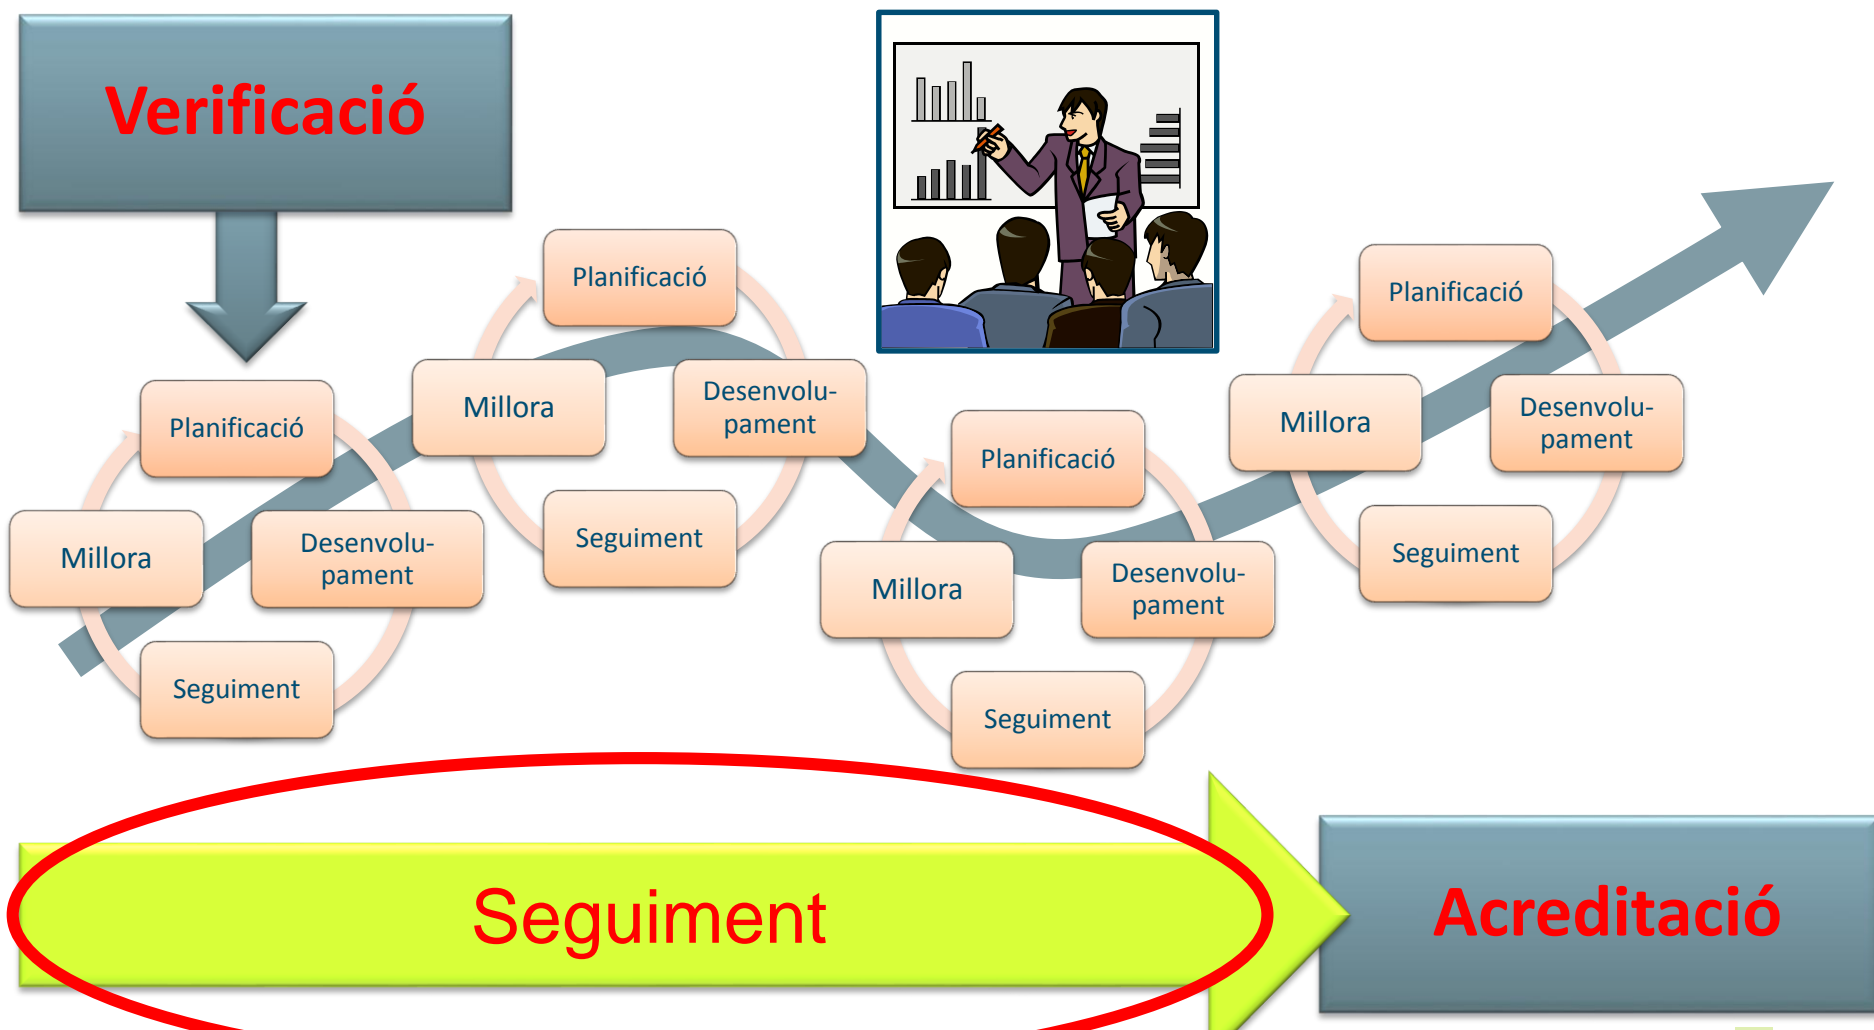 Verificació
Planificació
Millora
Desenvolu-
pament
Seguiment
Planificació
Millora
Desenvolu-
pament
Seguiment
Planificació
Millora
Desenvolu-
pament
Seguiment
Planificació
Millora
Desenvolu-
pament
Seguiment
Seguiment
Acreditació